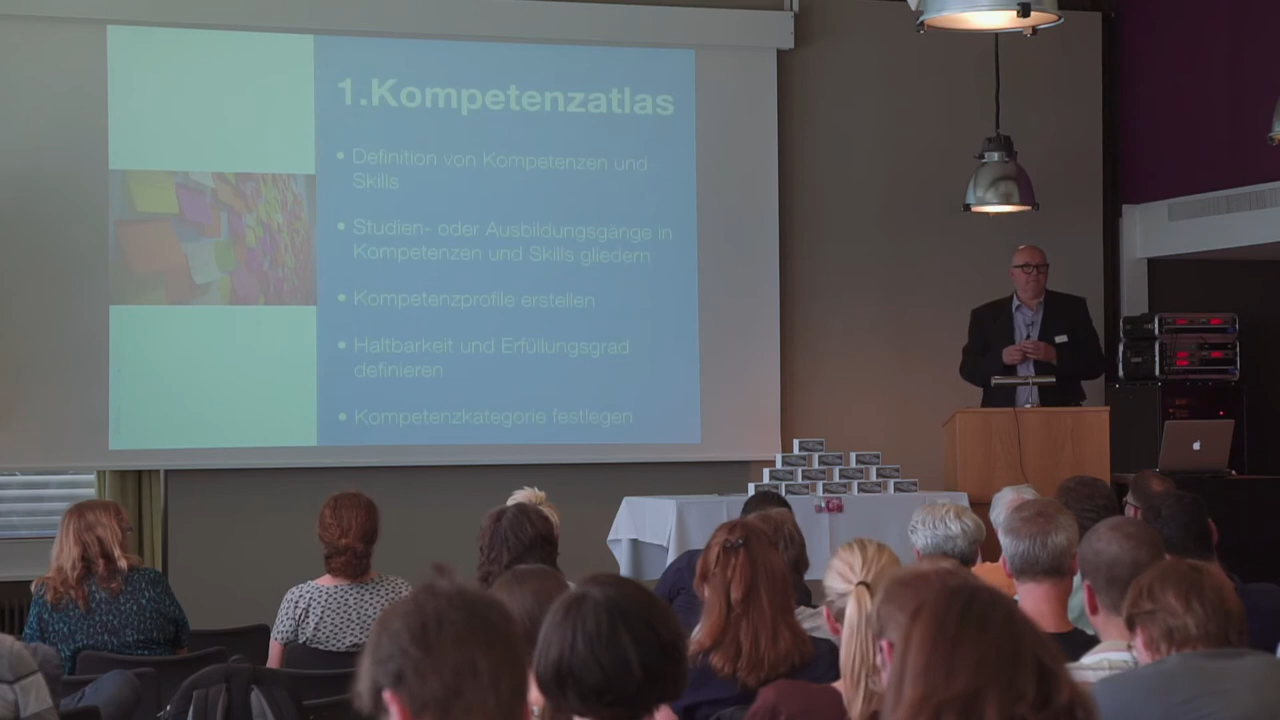 1.Kompetenzatlas
• Definition von Kompetenzen und
Skills
• Studien- oder Ausbildungsgänge in
Kompetenzen und Skills gliedern
• Kompetenzprofile erstellen
• Haltbarkeit und Erfüllungsgrad
definieren
• Kompetenzkategorie festlegen